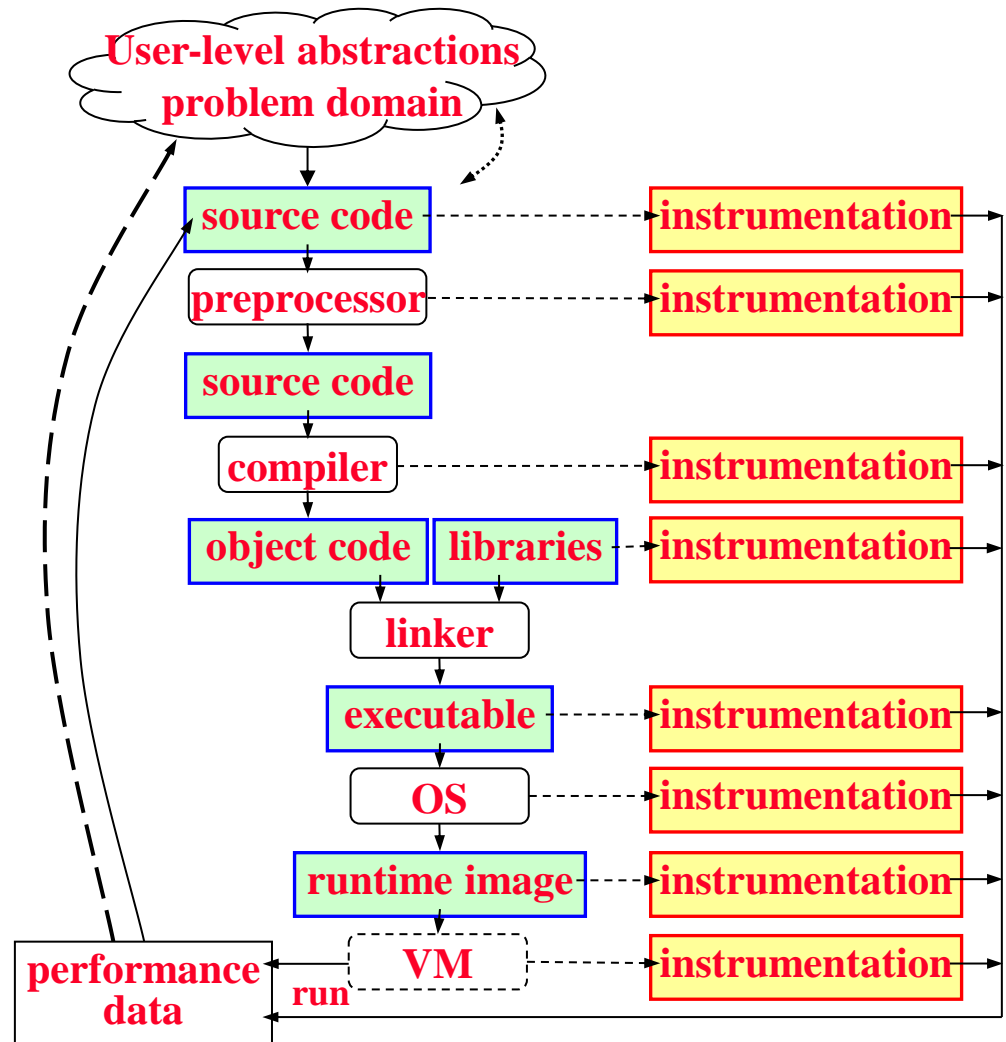 User-level abstractions
problem domain
source code
instrumentation
preprocessor
instrumentation
source code
compiler
instrumentation
object code
libraries
instrumentation
linker
executable
instrumentation
OS
instrumentation
runtime image
instrumentation
VM
instrumentation
performance
data
run